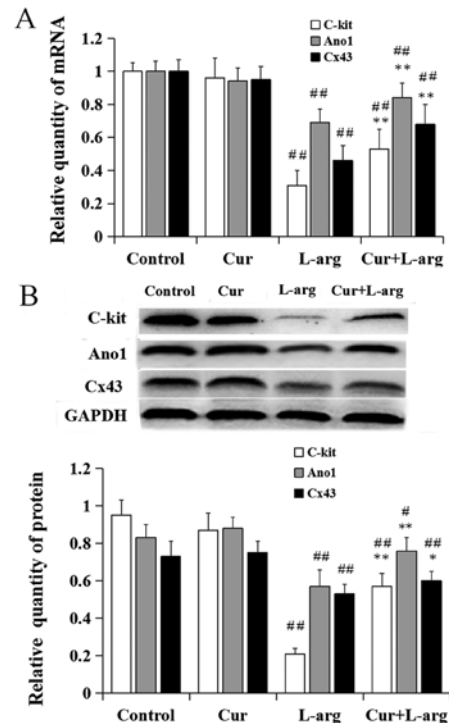 A
Relative quantity of mRNA
1.2
1
0.8
0.6
0.4
0.2
0
C-kit
Ano1
Cx43
##
##
##
##
**
##
**
##
**
Control Cur L-arg Cur+L-arg
B
Control Cur L-arg Cur+L-arg
C-kit
Ano1
Cx43
GAPDH
Relative quantity of protein
1.2
1
0.8
0.6
0.4
0.2
0
C-kit
Ano1
Cx43
##
##
##
##
**
#
**
##
*
Control Cur L-arg Cur+L-arg